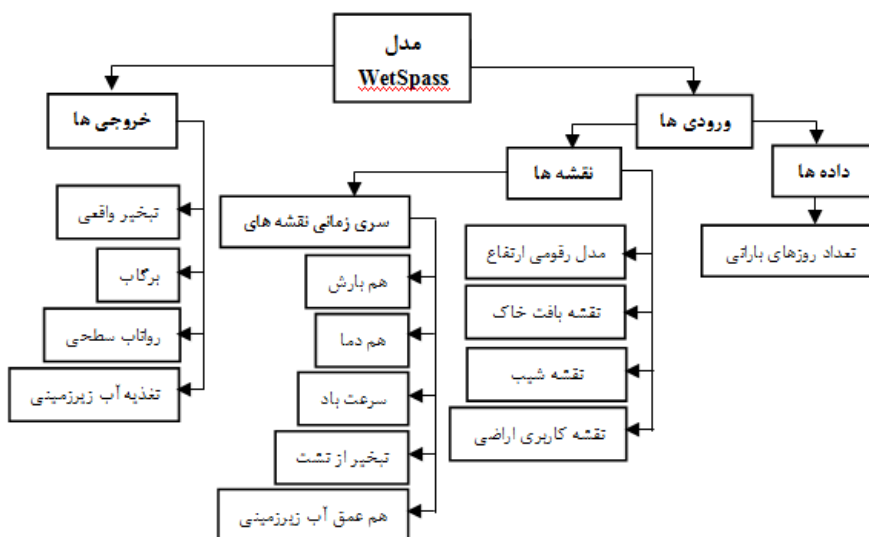 مدل
WetSpass
خروجی ها
ورودی ها
داده ها
نقشه ها
تعداد روزهای بارانی
سری زمانی نقشه های
مدل رقومی ارتفاع
نقشه بافت خاک
نقشه شیب
نقشه کاربری اراضی
هم بارش
هم دما
سرعت باد
تبخیر از تشت
هم عمق آب زیرزمینی
تبخیر واقعی
برگاب
رواناب سطحی
تغذیه آب زیرزمینی